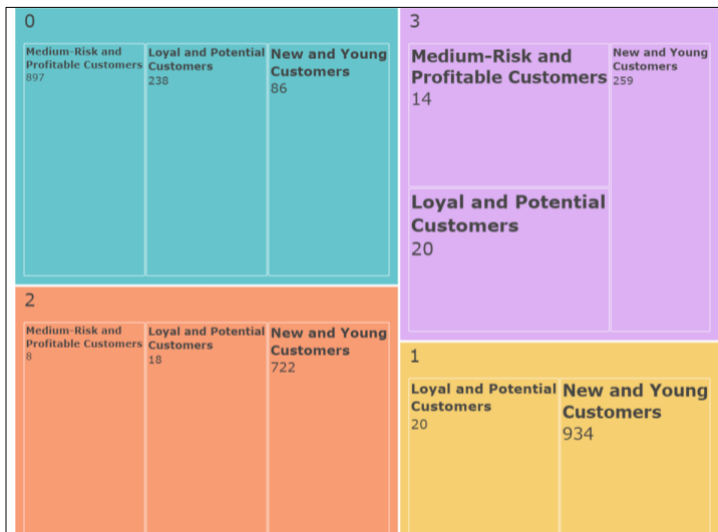 0
Medium-Risk and
Profitable Customers
897
Loyal and Potential
Customers
238
New and Young
Customers
86
3
Medium-Risk and
Profitable Customers
14
New and Young
Customers
259
Loyal and Potential
Customers
20
2
Medium-Risk and
Profitable Customers
8
Loyal and Potential
Customers
18
New and Young
Customers
722
1
Loyal and Potential
Customers
20
New and Young
Customers
934